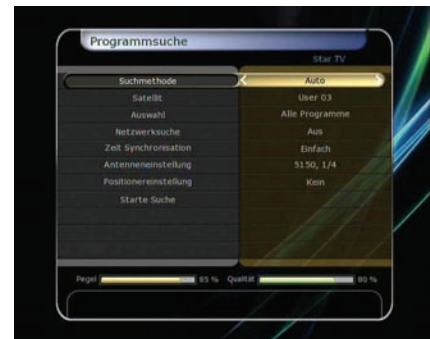 Programmsuche
Star TV
Suchmethode Auto
Satellit User 03
Auswahl Alle Programme
Netzwerksuche Aus
Zeit Synchronisation Einfach
Antenneneinstellung 5150, 1/4
Positionereinstellung Kein
Starte Suche
Pegel 85 % Qualität 80 %